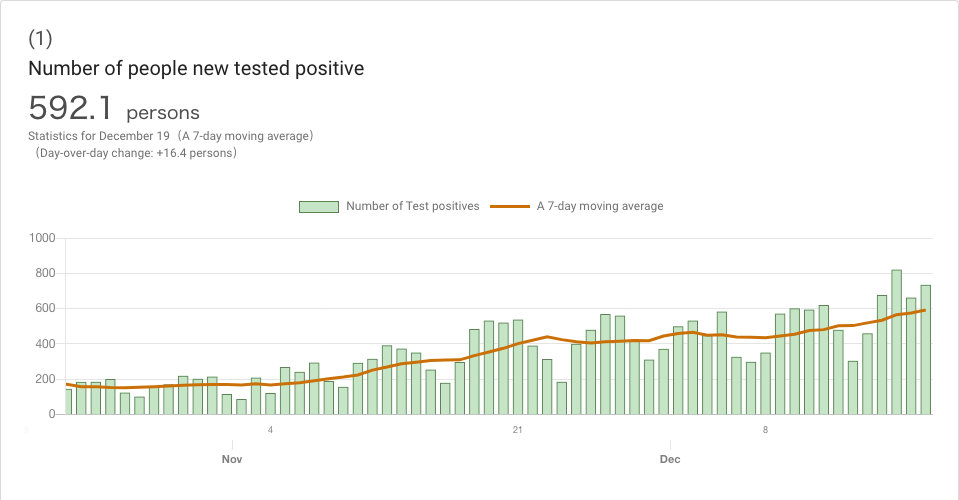 (1)
Number of people new tested positive
592.1 persons
Statistics for December 19（A 7-day moving average）
（Day-over-day change: +16.4 persons）
Number of Test positives A 7-day moving average
1000
800
600
400
200
0
4 21 8
Nov Dec